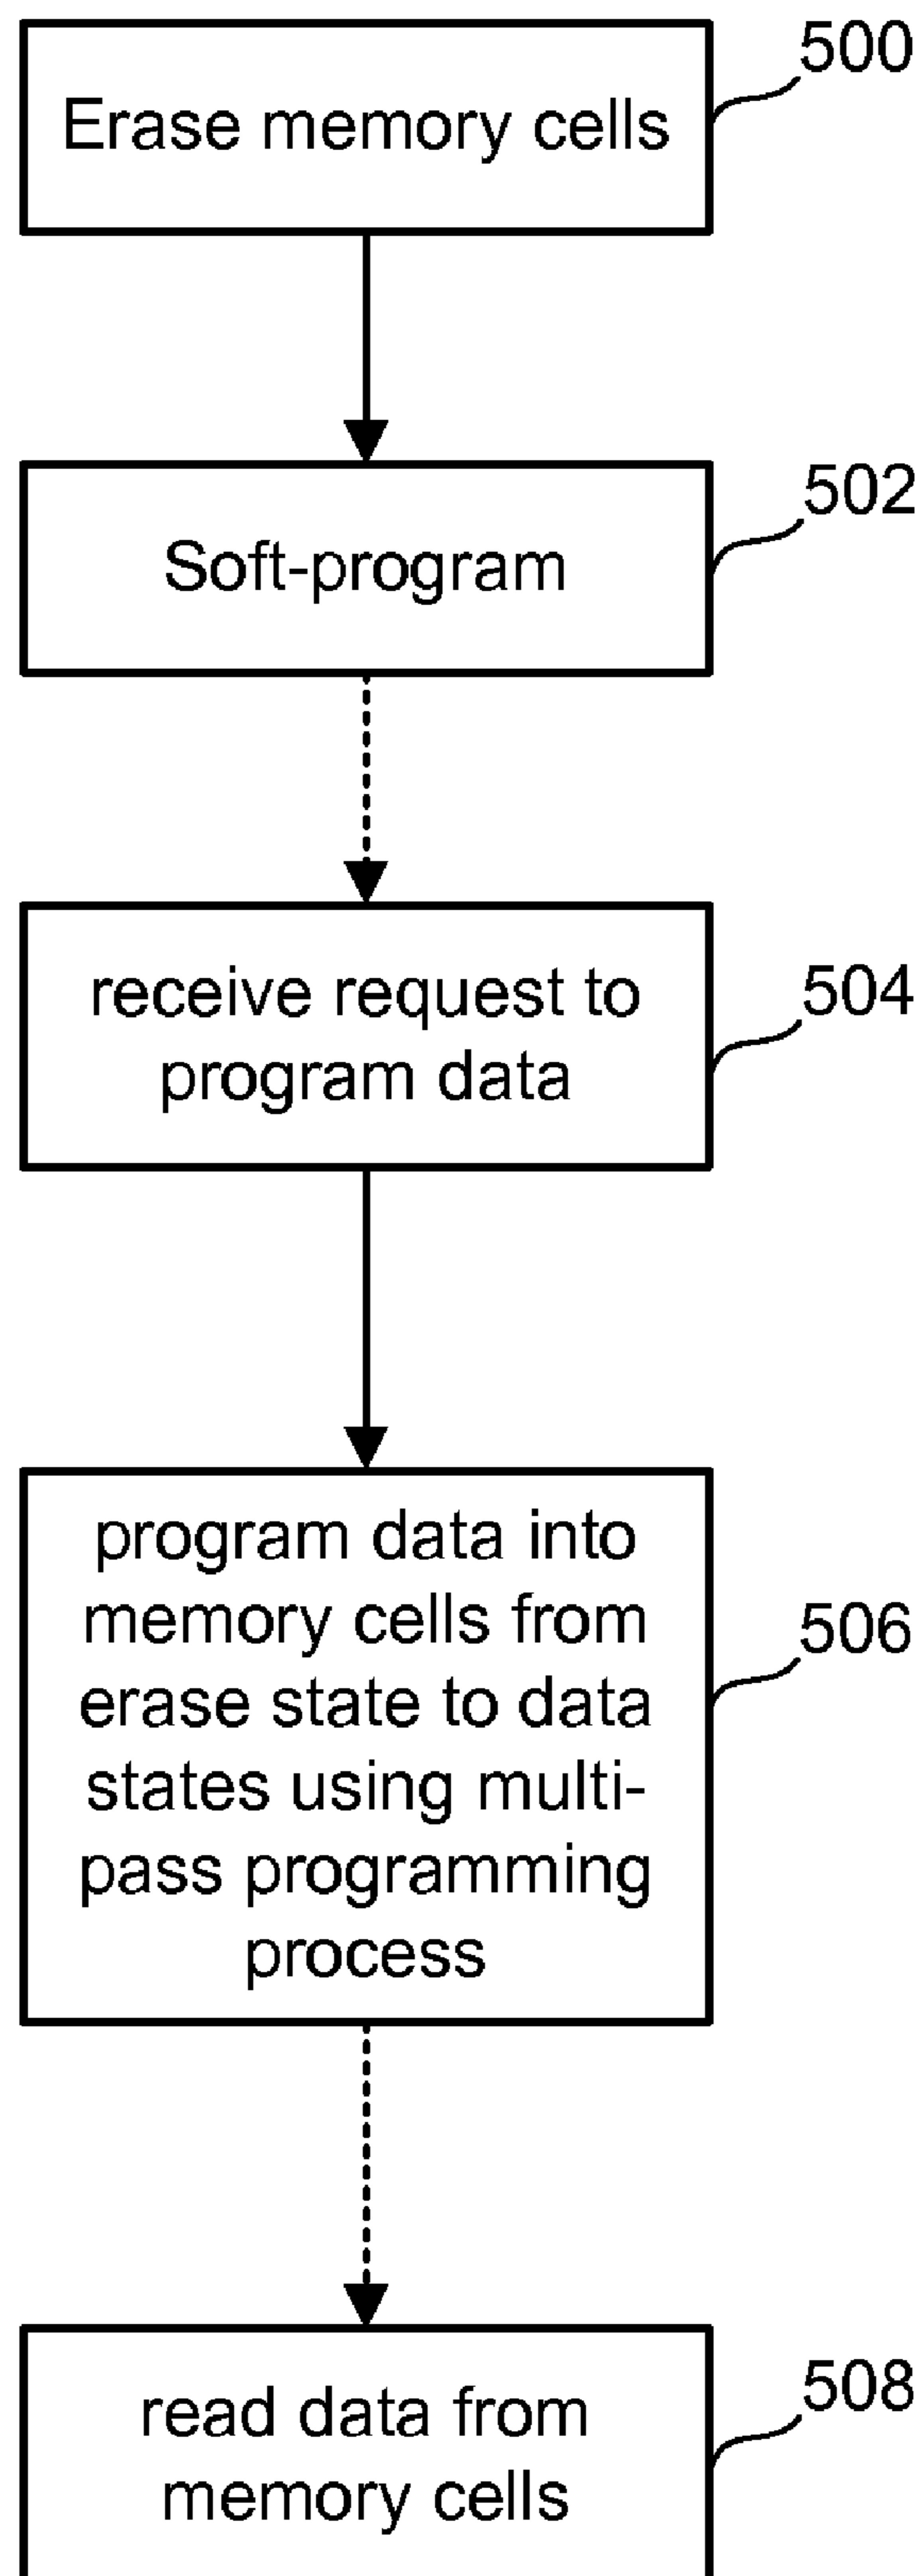 500
Erase memory cells
502
Soft-program
504
receive request to
program data
506
program data into
memory cells from
erase state to data
states using multi-
pass programming
process
508
read data from
memory cells